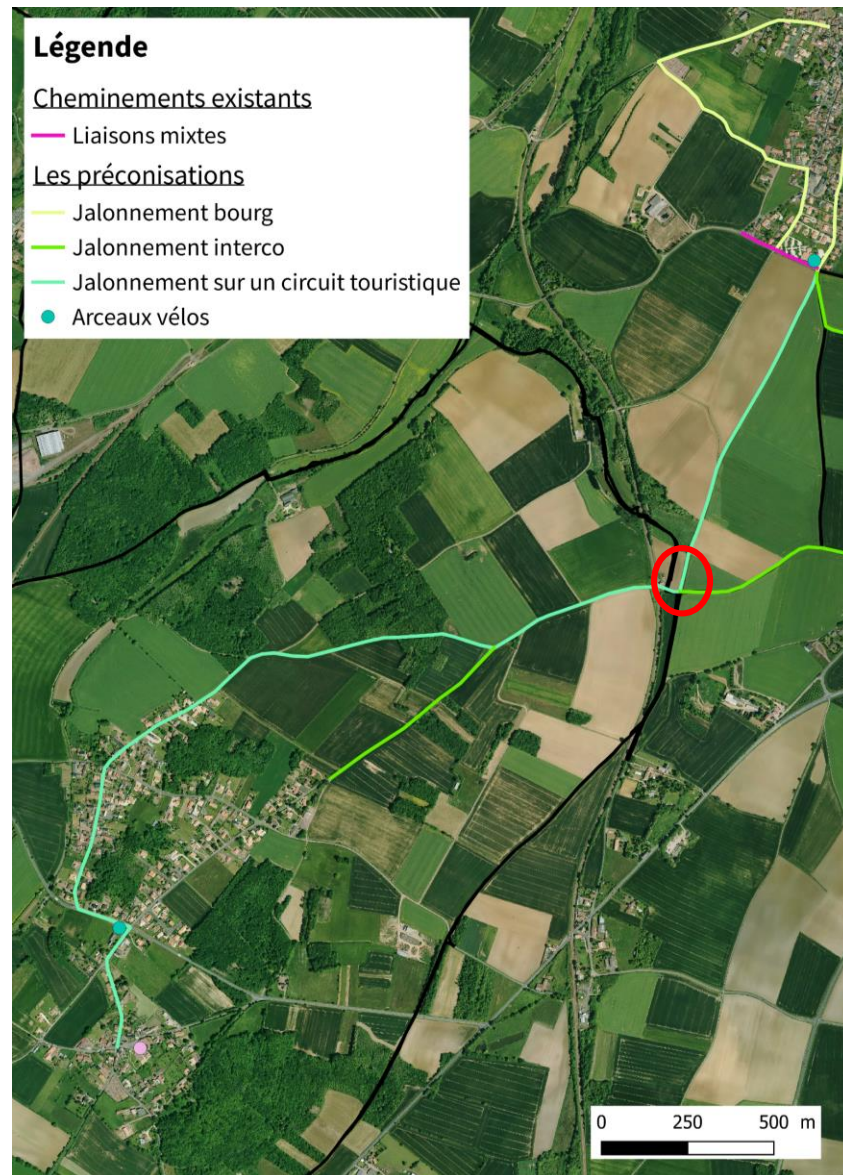 Légende
Cheminements existants
Liaisons mixtes
Les préconisations
Jalonnement bourg
Jalonnement interco
Jalonnement sur un circuit touristique
Arceaux vélos
0 250 500 m